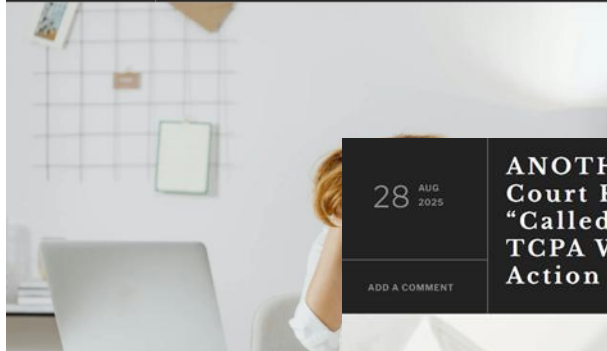 28
AUG
2025
ADD A COMMENT
ANOTH
Court
“Called
TCPA
Action